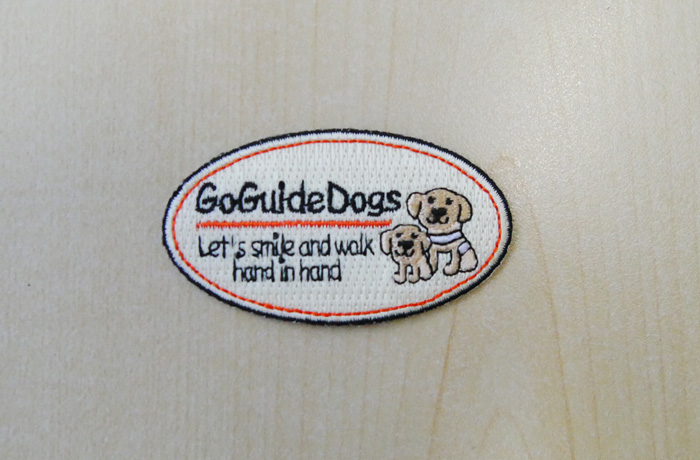 GoGuideDogs
Let's smile and walk
hand in hand